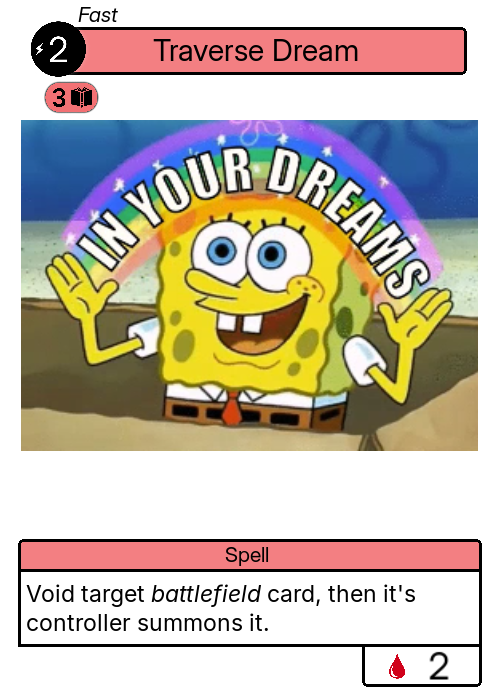 Fast
2
Traverse Dream
3
IN YOUR DREAMS
Spell
Void target battlefield card, then it's
controller summons it.
2